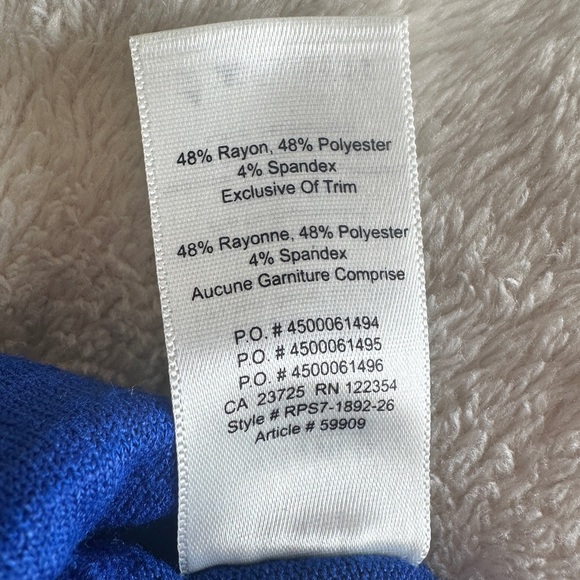 48% Rayon, 48% Polyester
4% Spandex
Exclusive Of Trim
48% Rayonne, 48% Polyester
4% Spandex
Aucune Garniture Comprise
P.O. # 4500061494
P.O. # 4500061495
P.O. # 4500061496
CA 23725 RN 122354
Style # RPS7-1892-26
Article # 59909